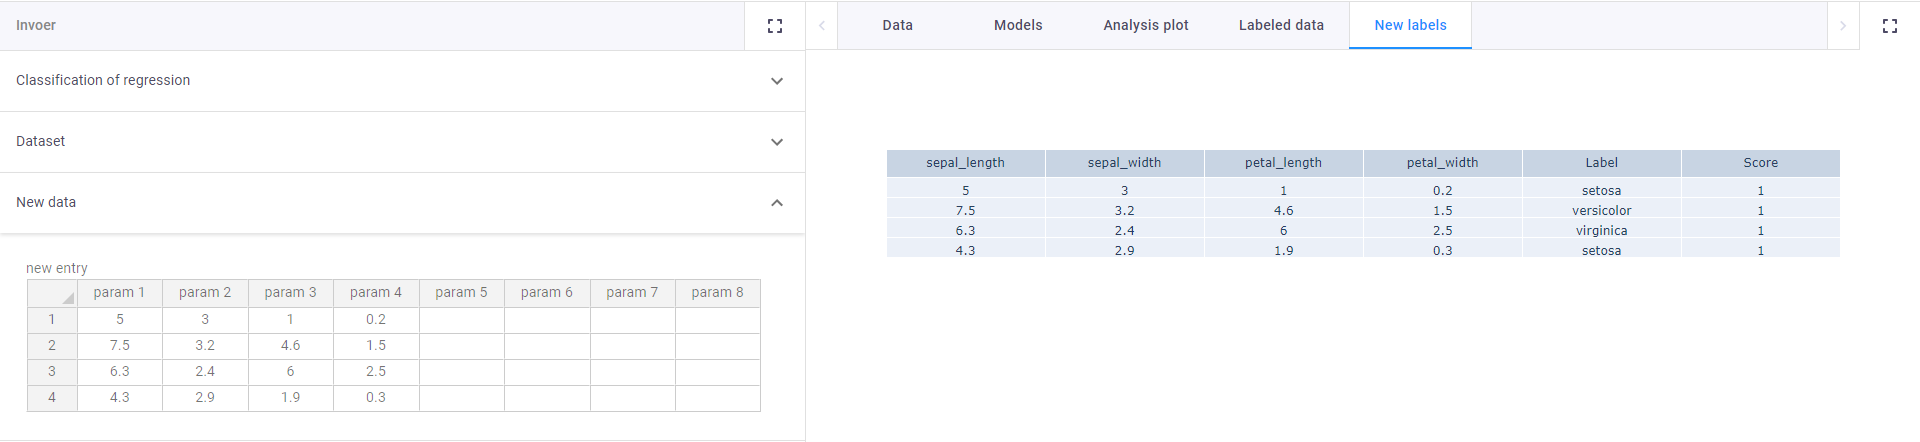 Invoer
Classification of regression
Dataset
New data
new entry
param 1 param 2 param 3 param 4 param 5 param 6 param 7 param 8
1 5 3 1 0.2
2 7.5 3.2 4.6 1.5
3 6.3 2.4 6 2.5
4 4.3 2.9 1.9 0.3
Data Models Analysis plot Labeled data New labels
sepal_length sepal_width petal_length petal_width Label Score
5 3 1 0.2 setosa 1
7.5 3.2 4.6 1.5 versicolor 1
6.3 2.4 6 2.5 virginica 1
4.3 2.9 1.9 0.3 setosa 1